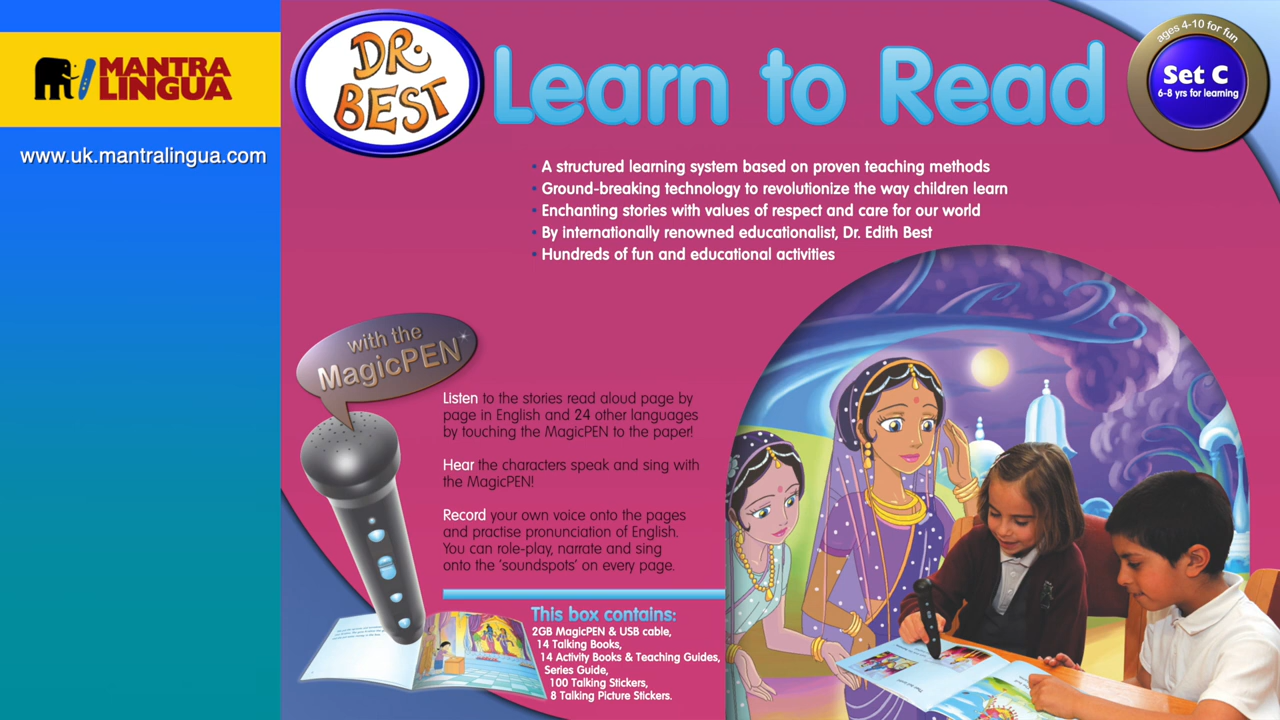 MANTRA
LINGUA
www.uk.mantralingua.com
DR.
BEST
Learn to Read
ages 4-10 for fun
Set C
6-8 yrs for learning
• A structured learning system based on proven teaching methods
• Ground-breaking technology to revolutionize the way children learn
• Enchanting stories with values of respect and care for our world
• By internationally renowned educationalist, Dr. Edith Best
• Hundreds of fun and educational activities
with the
MagicPEN
Listen to the stories read aloud page by
page in English and 24 other languages
by touching the MagicPEN to the paper!
Hear the characters speak and sing with
the MagicPEN!
Record your own voice onto the pages
and practise pronunciation of English.
You can role-play, narrate and sing
onto the 'soundspots' on every page.
This box contains:
2GB MagicPEN & USB cable,
14 Talking Books,
14 Activity Books & Teaching Guides,
Series Guide,
100 Talking Stickers,
8 Talking Picture Stickers.